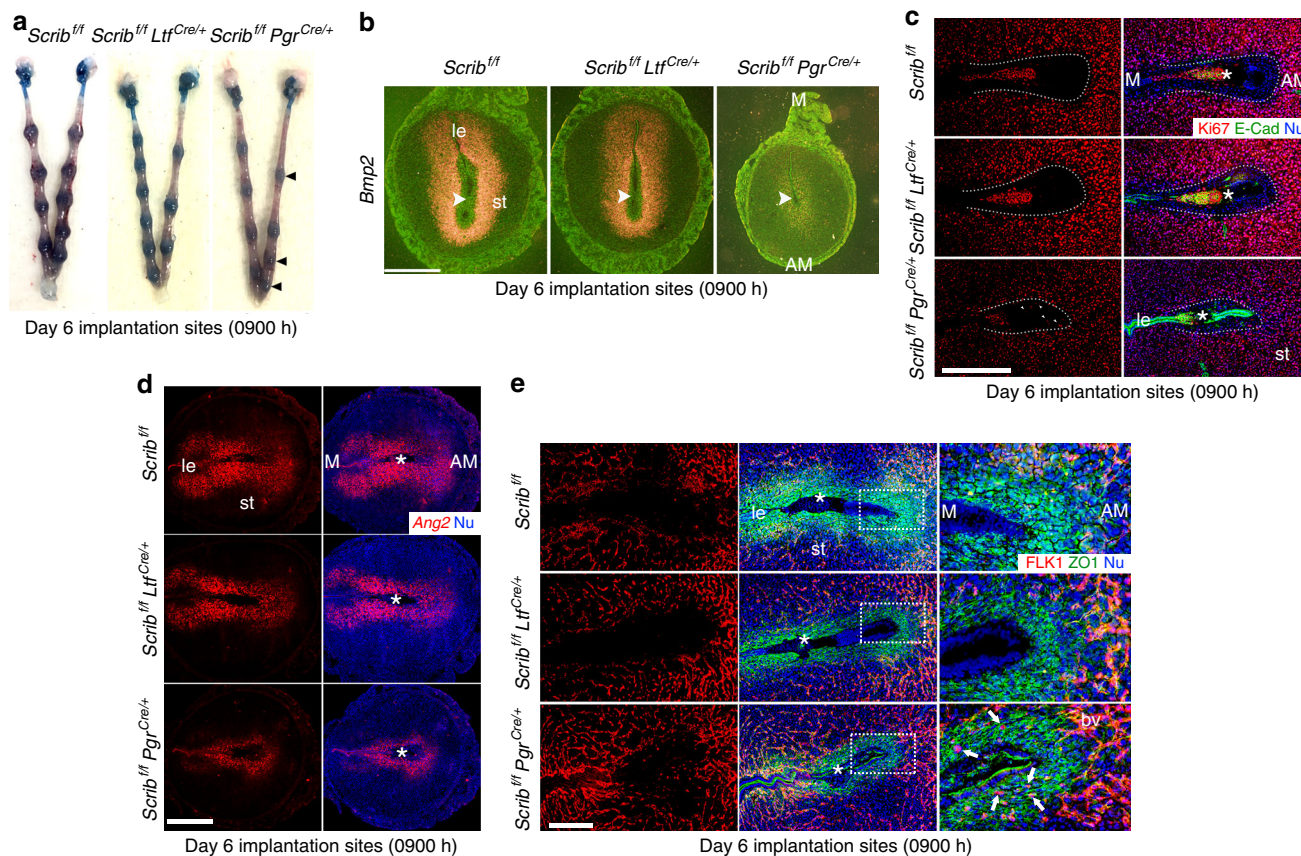 a
Scrib f/f Scrib f/f Ltf Cre/+ Scrib f/f Pgr Cre/+
Day 6 implantation sites (0900 h)
b
Scrib f/f Scrib f/f Ltf Cre/+ Scrib f/f Pgr Cre/+
Bmp2
le
st
M
AM
Day 6 implantation sites (0900 h)
c
Scrib f/f
M
*
AM
Ki67 E-Cad Nu
Scrib f/f Ltf Cre/+
*
Scrib f/f Pgr Cre/+
le
*
st
Day 6 implantation sites (0900 h)
d
Scrib f/f
le
st
M
*
AM
Ang2 Nu
Scrib f/f Ltf Cre/+
*
Scrib f/f Pgr Cre/+
*
Day 6 implantation sites (0900 h)
e
Scrib f/f
le
*
st
M
AM
FLK1 ZO1 Nu
Scrib f/f Ltf Cre/+
*
Scrib f/f Pgr Cre/+
*
bv
Day 6 implantation sites (0900 h)